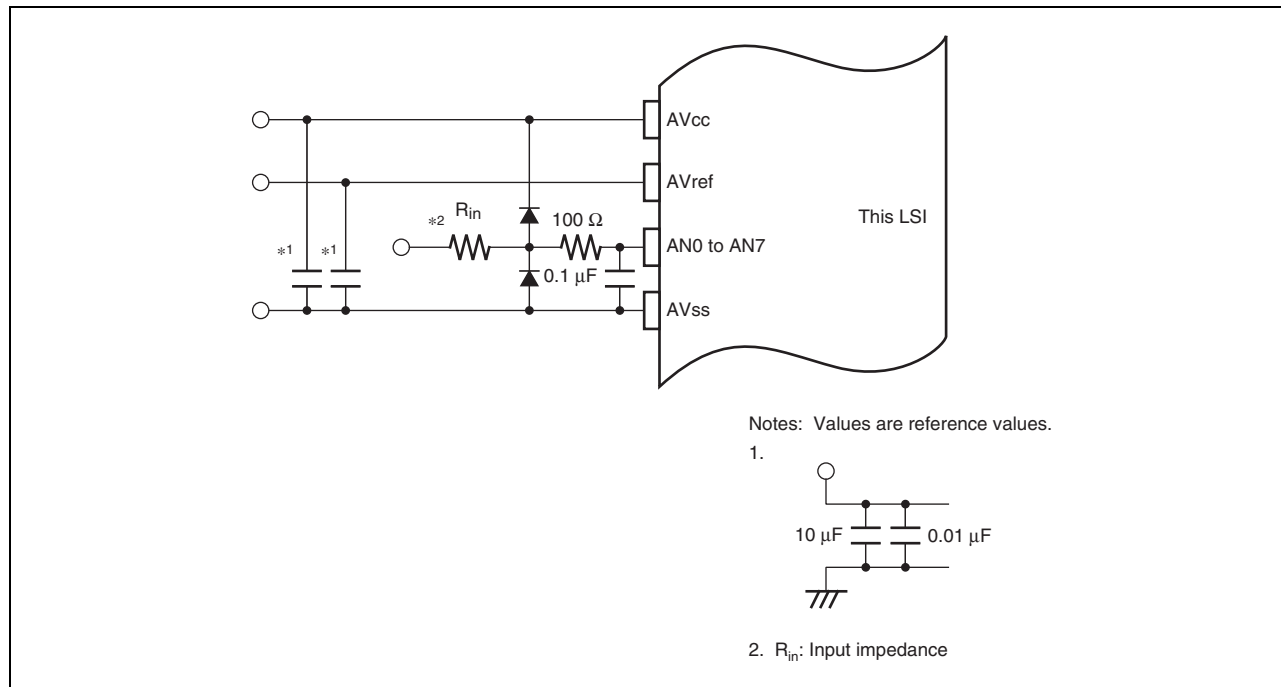 AVcc
AVref
*2 Rin 100 Ω
This LSI
*1 *1
AN0 to AN7
0.1 μF
AVss
Notes: Values are reference values.
1.
10 μF 0.01 μF
2. Rin: Input impedance